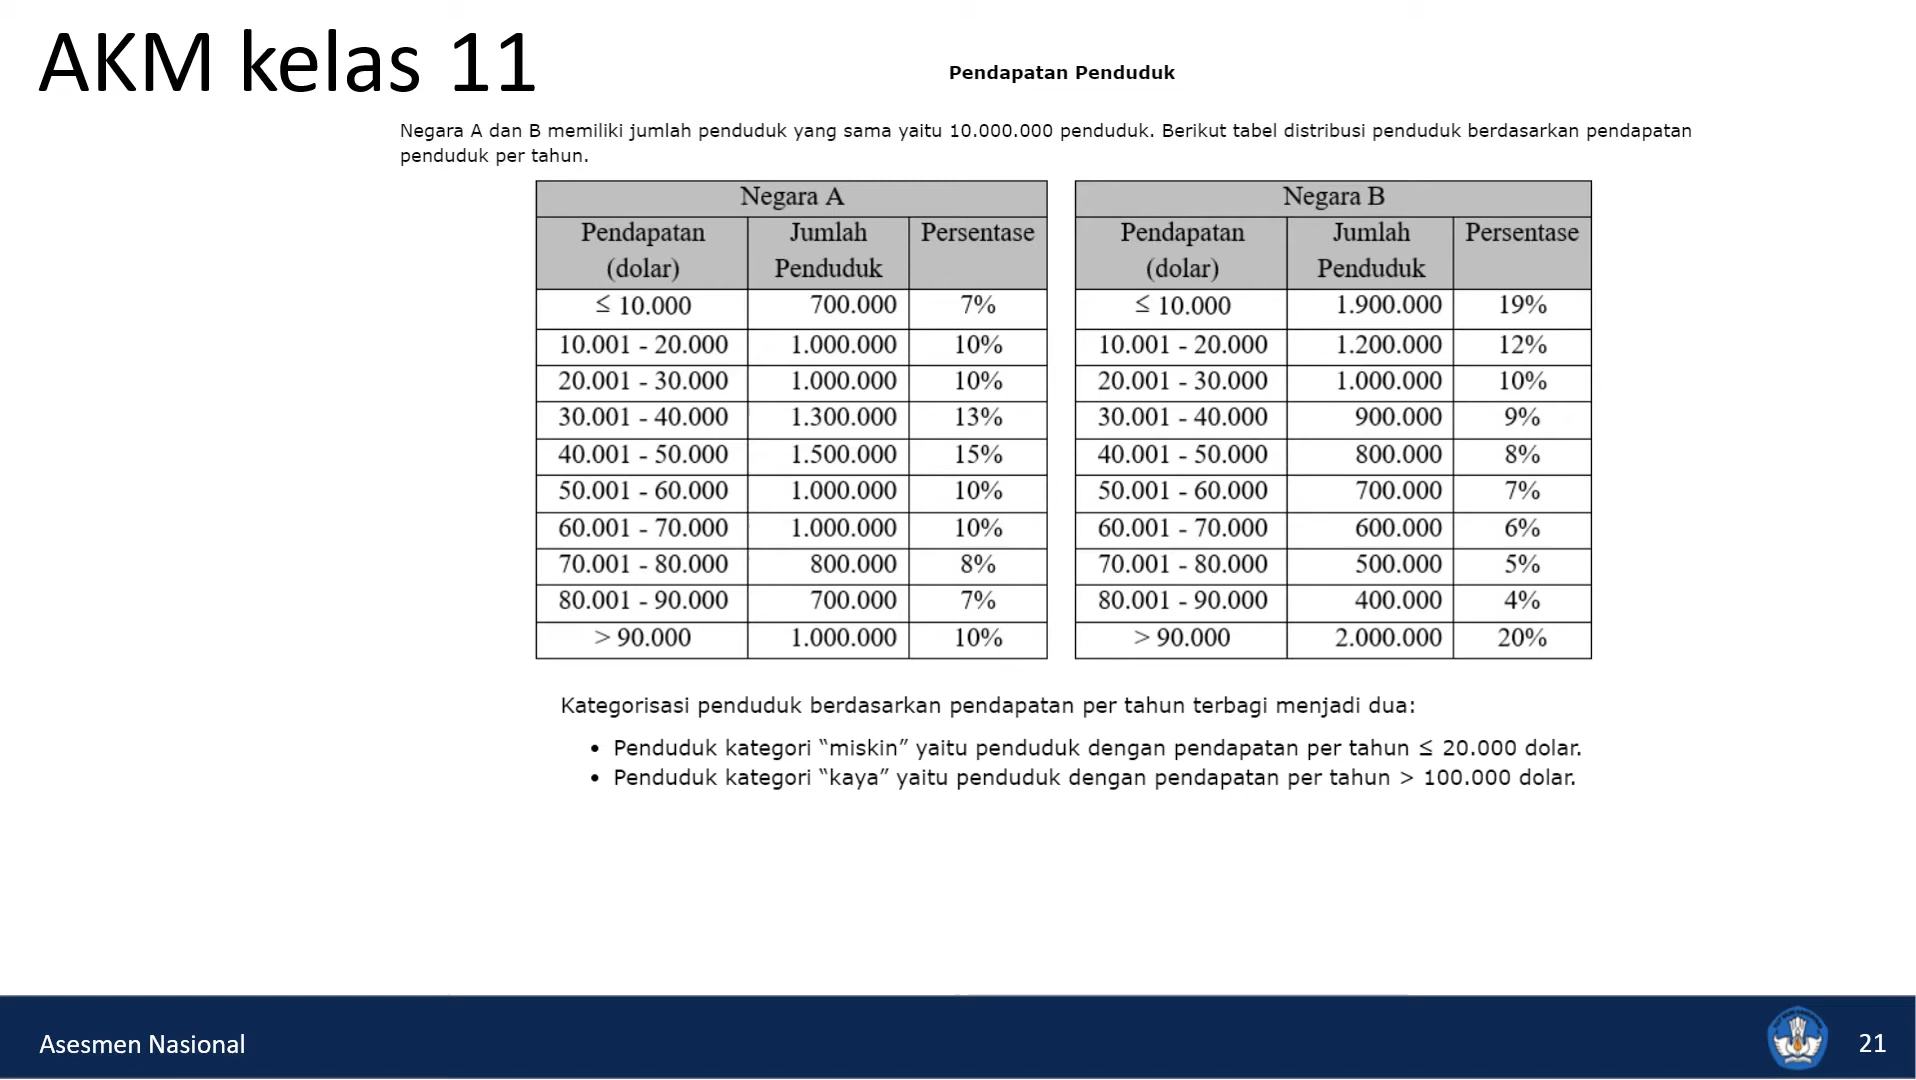 AKM kelas 11
Pendapatan Penduduk
Negara A dan B memiliki jumlah penduduk yang sama yaitu 10.000.000 penduduk. Berikut tabel distribusi penduduk berdasarkan pendapatan
penduduk per tahun.
Negara A
Pendapatan (dolar) Jumlah Penduduk Persentase
≤ 10.000 700.000 7%
10.001 - 20.000 1.000.000 10%
20.001 - 30.000 1.000.000 10%
30.001 - 40.000 1.300.000 13%
40.001 - 50.000 1.500.000 15%
50.001 - 60.000 1.000.000 10%
60.001 - 70.000 1.000.000 10%
70.001 - 80.000 800.000 8%
80.001 - 90.000 700.000 7%
> 90.000 1.000.000 10%
Negara B
Pendapatan (dolar) Jumlah Penduduk Persentase
≤ 10.000 1.900.000 19%
10.001 - 20.000 1.200.000 12%
20.001 - 30.000 1.000.000 10%
30.001 - 40.000 900.000 9%
40.001 - 50.000 800.000 8%
50.001 - 60.000 700.000 7%
60.001 - 70.000 600.000 6%
70.001 - 80.000 500.000 5%
80.001 - 90.000 400.000 4%
> 90.000 2.000.000 20%
Kategorisasi penduduk berdasarkan pendapatan per tahun terbagi menjadi dua:
• Penduduk kategori “miskin” yaitu penduduk dengan pendapatan per tahun ≤ 20.000 dolar.
• Penduduk kategori “kaya” yaitu penduduk dengan pendapatan per tahun > 100.000 dolar.
Asesmen Nasional
21